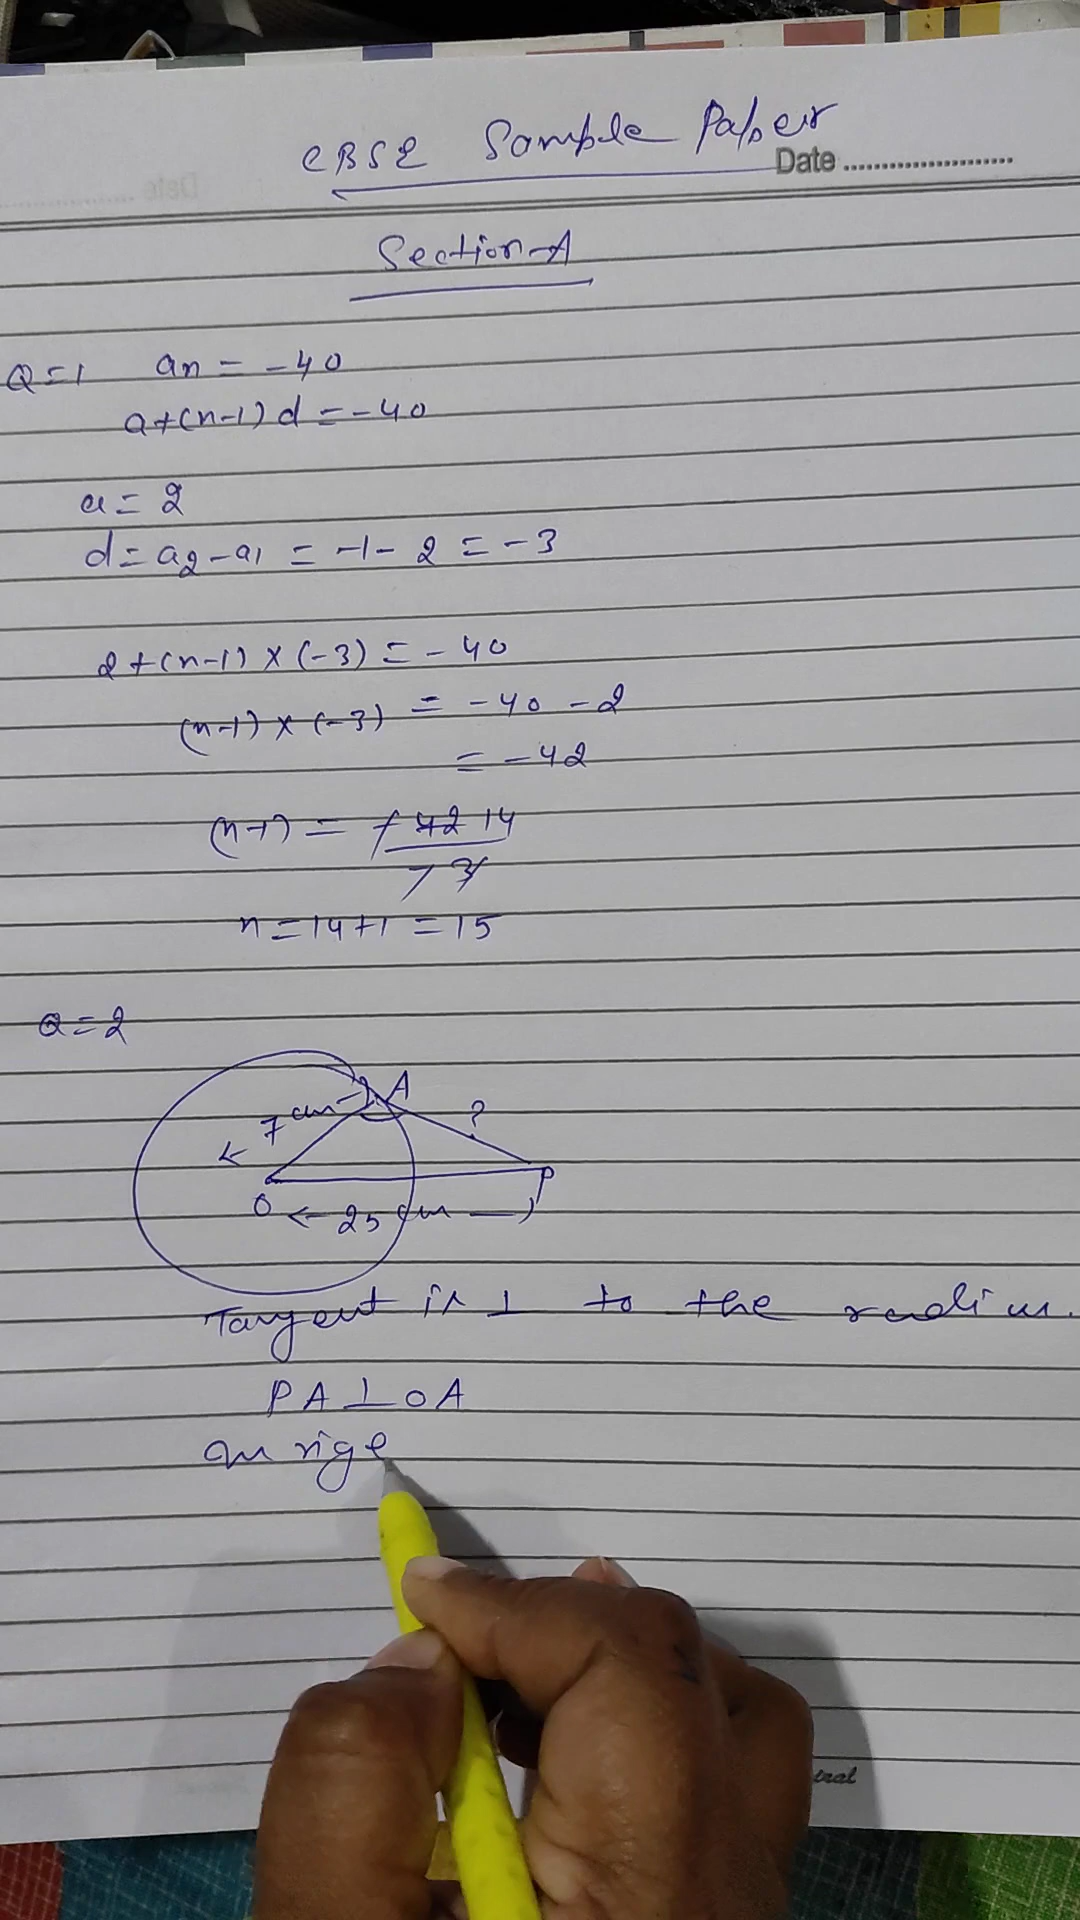 CBSE Sample Paper
Date
Section-A
Q=1 an = -40
a+(n-1)d = -40
a = 2
d = a2-a1 = -1-2 = -3
2+(n-1)×(-3) = -40
(n-1)×(-3) = -40-2
= -42
(n-1) = -42 14
-3
n=14+1=15
Q=2
A
7 cm
?
O
P
25 cm
Tangent is ⊥ to the radius.
PA⊥OA
In rige